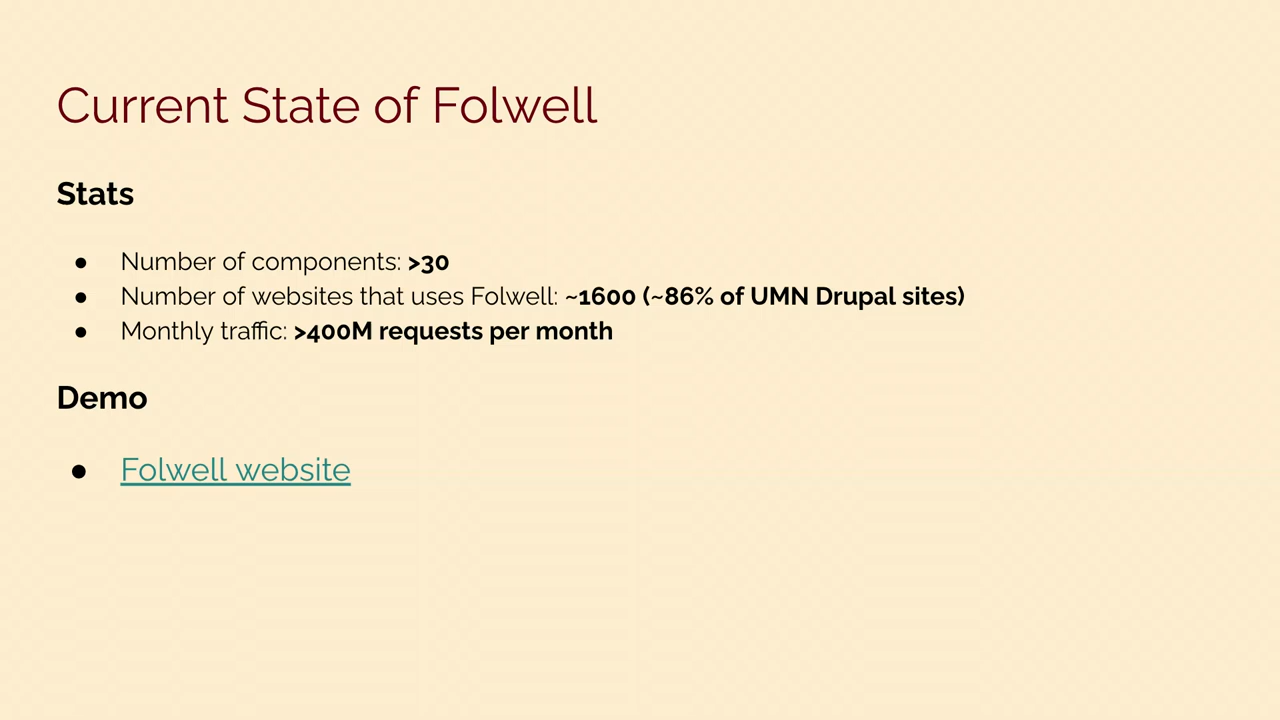 Current State of Folwell
Stats
● Number of components: >30
● Number of websites that uses Folwell: ~1600 (~86% of UMN Drupal sites)
● Monthly traffic: >400M requests per month
Demo
● Folwell website